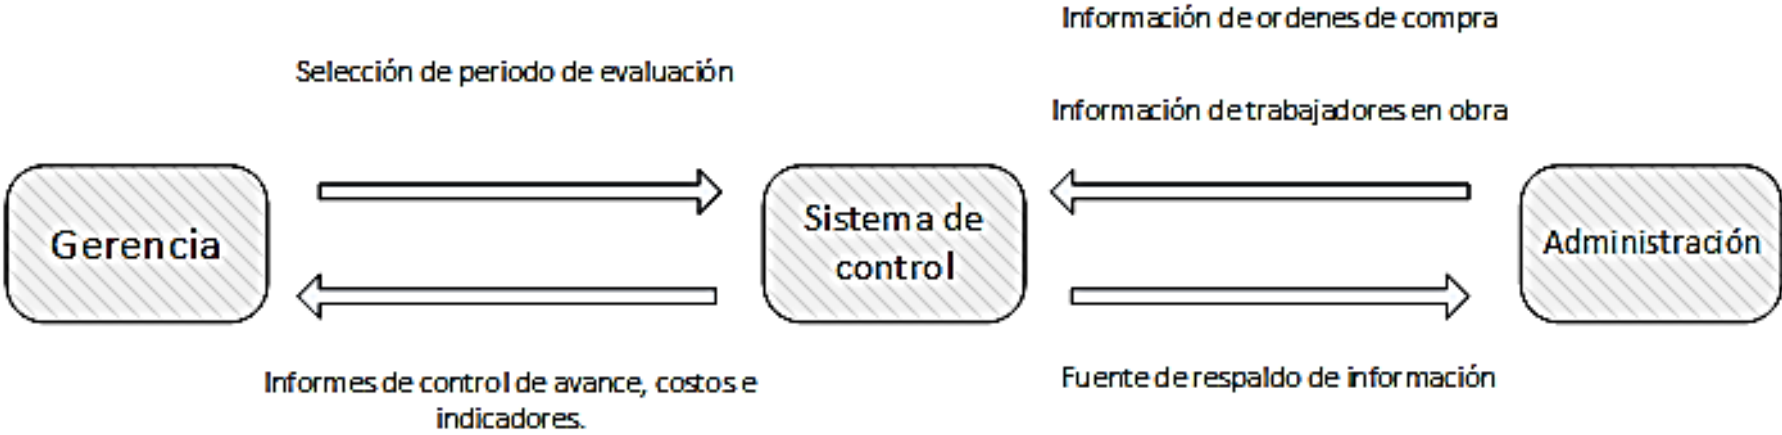 Información de ordenes de compra
Selección de periodo de evaluación
Información de trabajadores en obra
Gerencia
Sistema de
control
Administración
Informes de control de avance, costos e
indicadores.
Fuente de respaldo de información